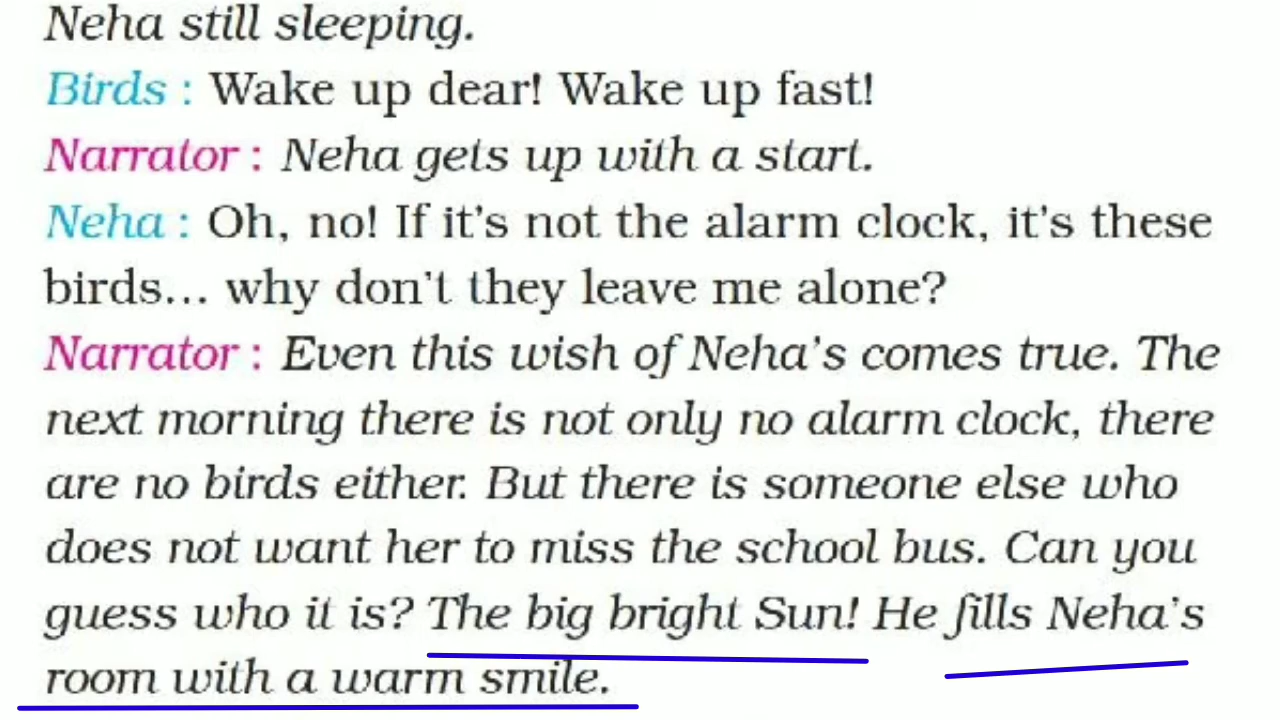 Neha still sleeping.
Birds : Wake up dear! Wake up fast!
Narrator : Neha gets up with a start.
Neha : Oh, no! If it's not the alarm clock, it's these
birds... why don't they leave me alone?
Narrator : Even this wish of Neha's comes true. The
next morning there is not only no alarm clock, there
are no birds either. But there is someone else who
does not want her to miss the school bus. Can you
guess who it is? The big bright Sun! He fills Neha's
room with a warm smile.